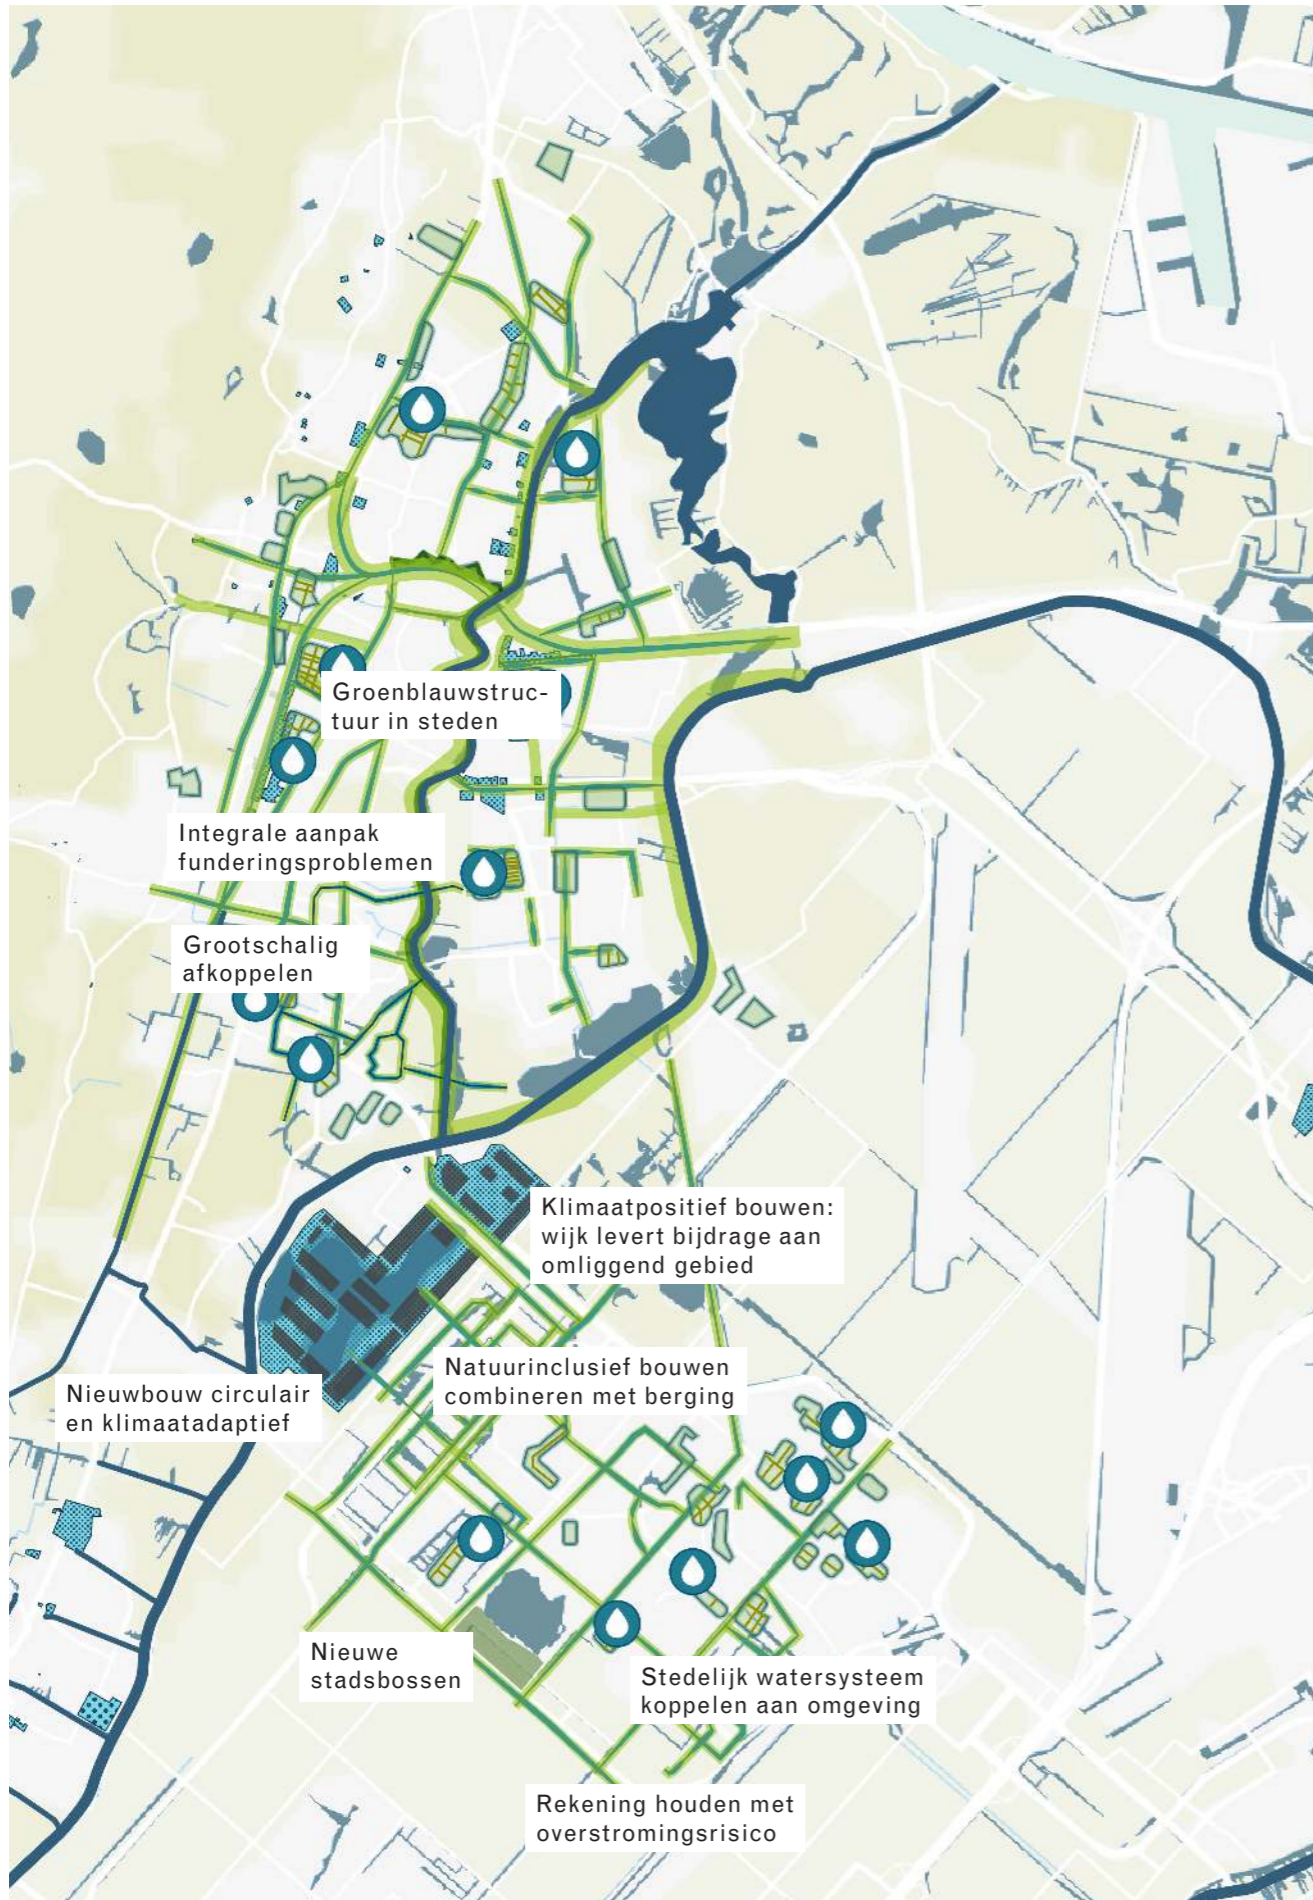 Groenblauwstruc-
tuur in steden
Integrale aanpak
funderingsproblemen
Grootschalig
afkoppelen
Klimaatpositief bouwen:
wijk levert bijdrage aan
omliggend gebied
Natuurinclusief bouwen
combineren met berging
Nieuwbouw circulair
en klimaatadaptief
Nieuwe
stadsbossen
Stedelijk watersysteem
koppelen aan omgeving
Rekening houden met
overstromingsrisico